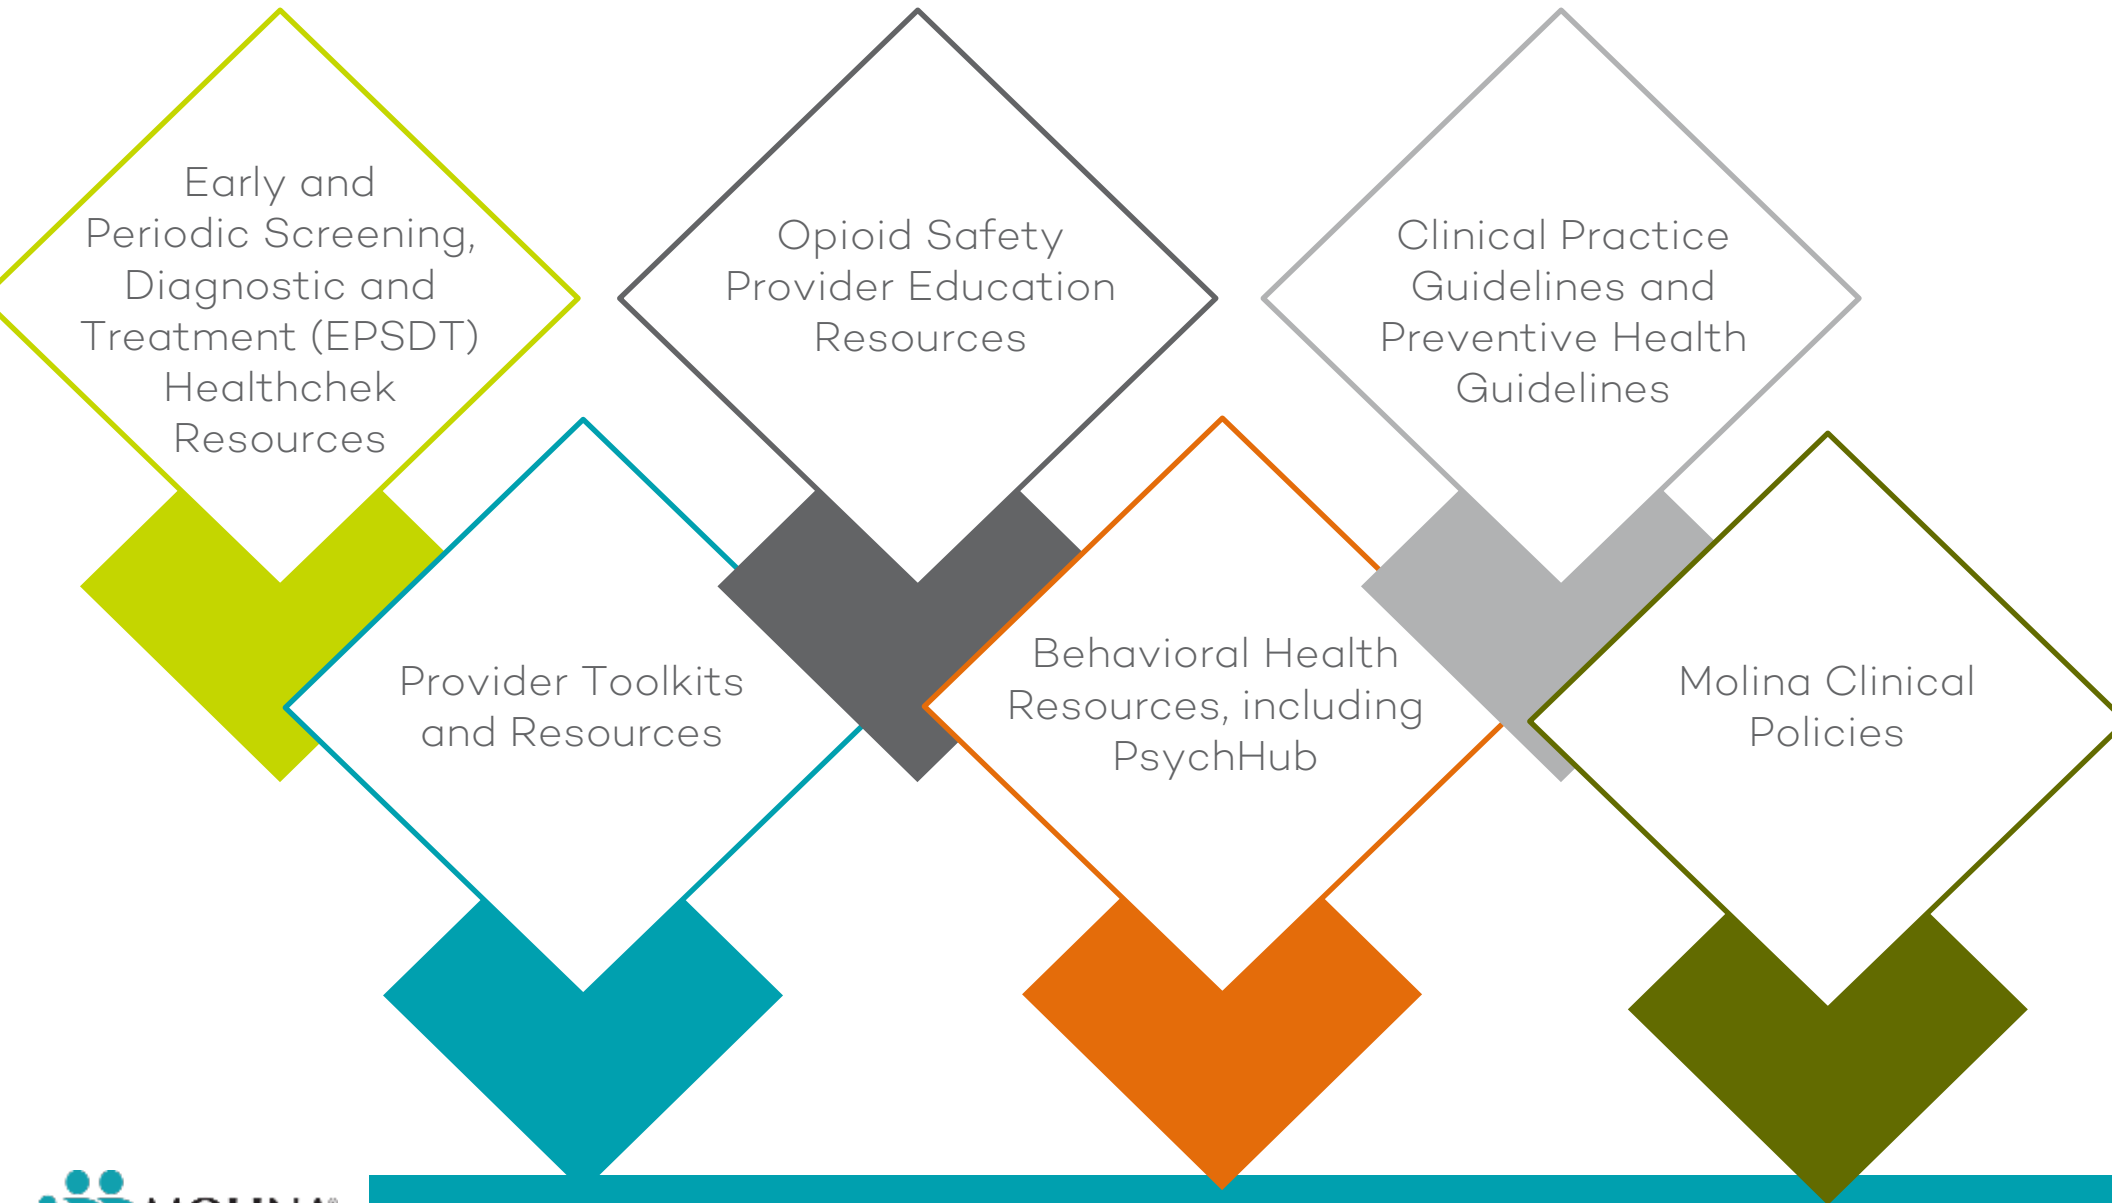 Early and
Periodic Screening,
Diagnostic and
Treatment (EPSDT)
Healthchek
Resources
Opioid Safety
Provider Education
Resources
Clinical Practice
Guidelines and
Preventive Health
Guidelines
Provider Toolkits
and Resources
Behavioral Health
Resources, including
PsychHub
Molina Clinical
Policies
MOLINA®